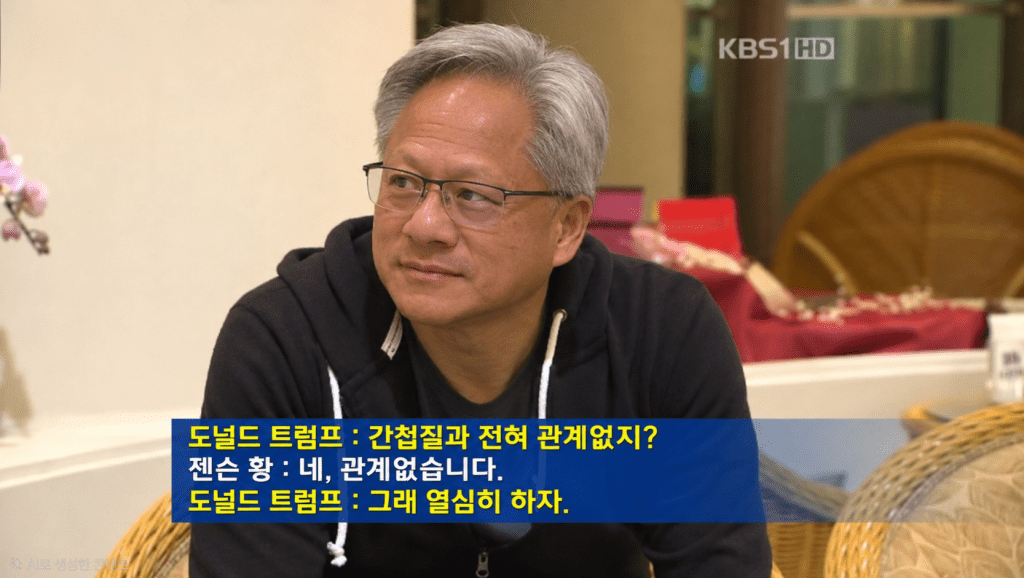 KBS1HD
도널드 트럼프 : 간첩질과 전혀 관계없지?
젠슨 황 : 네, 관계없습니다.
도널드 트럼프 : 그래 열심히 하자.